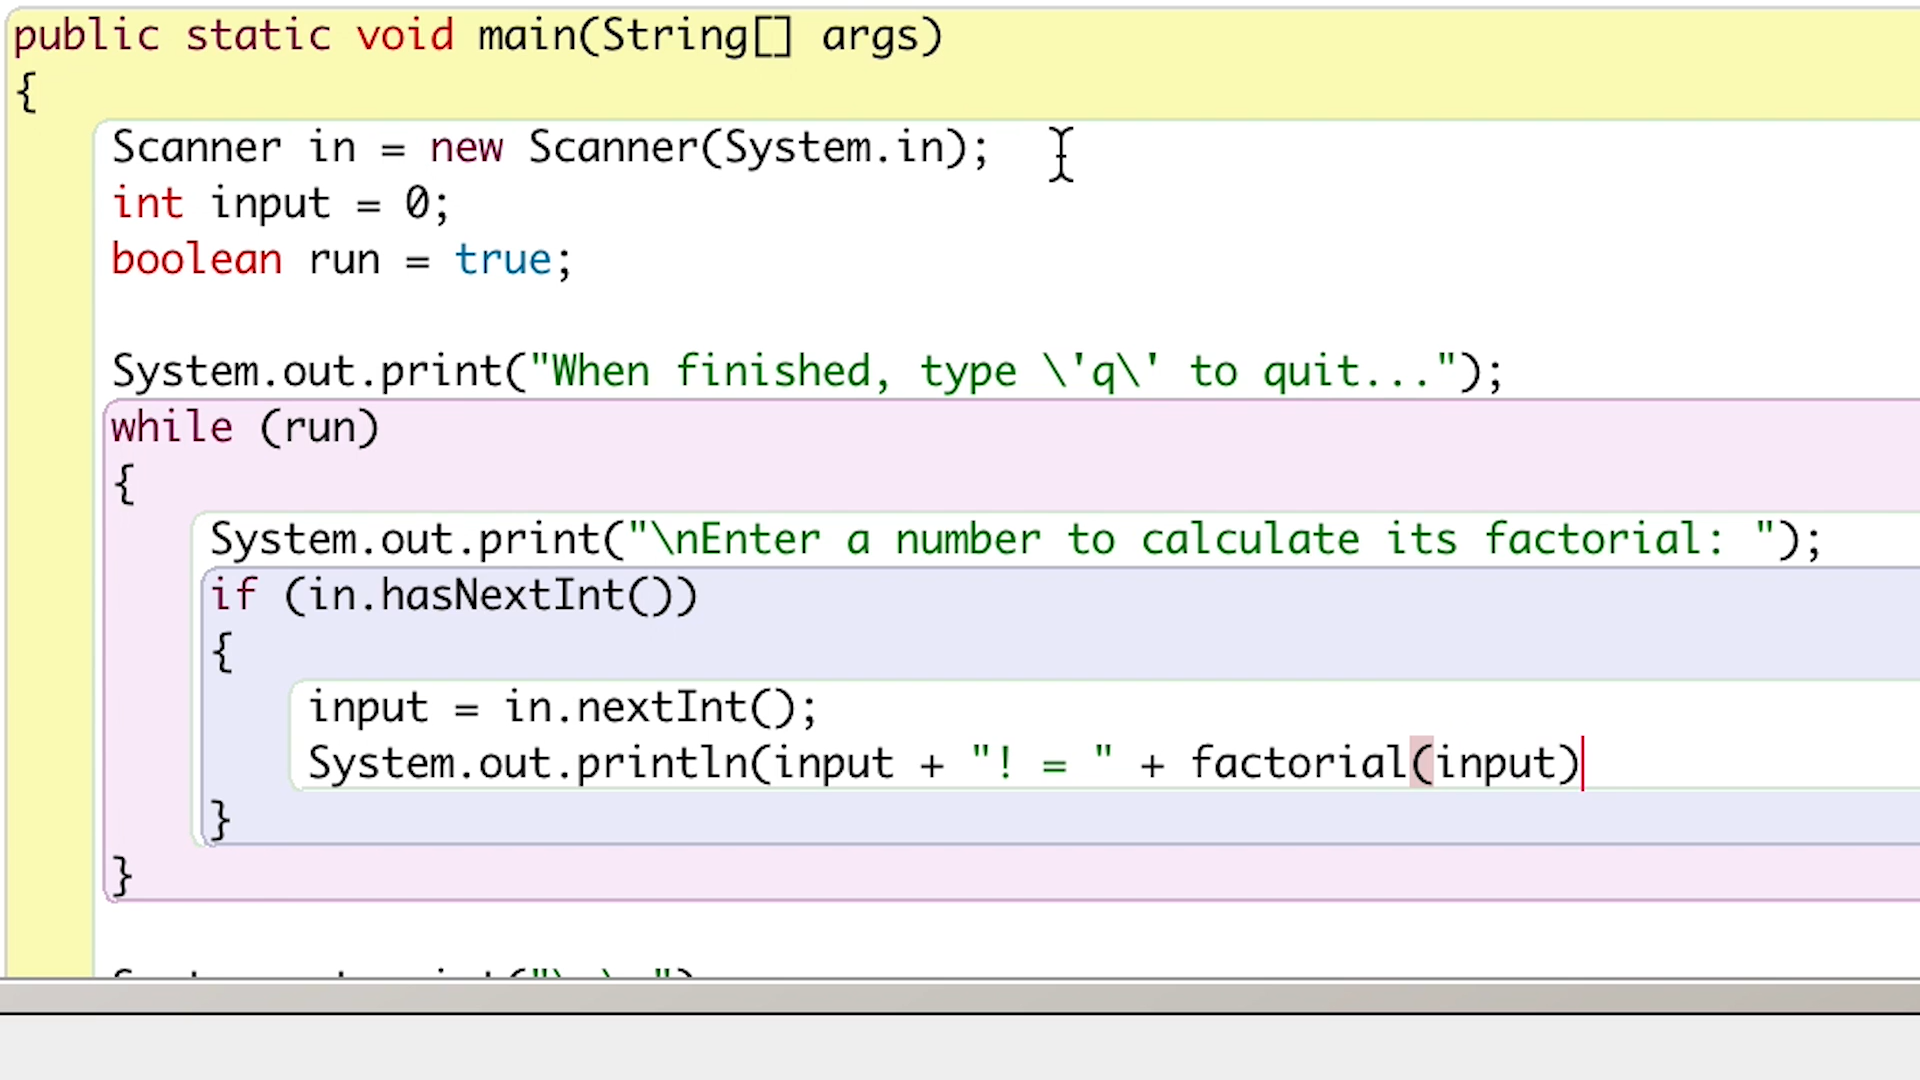 public static void main(String[] args)
{
Scanner in = new Scanner(System.in);
int input = 0;
boolean run = true;
System.out.print("When finished, type \'q\' to quit...");
while (run)
{
System.out.print("\nEnter a number to calculate its factorial: ");
if (in.hasNextInt())
{
input = in.nextInt();
System.out.println(input + "! = " + factorial(input)
}
}